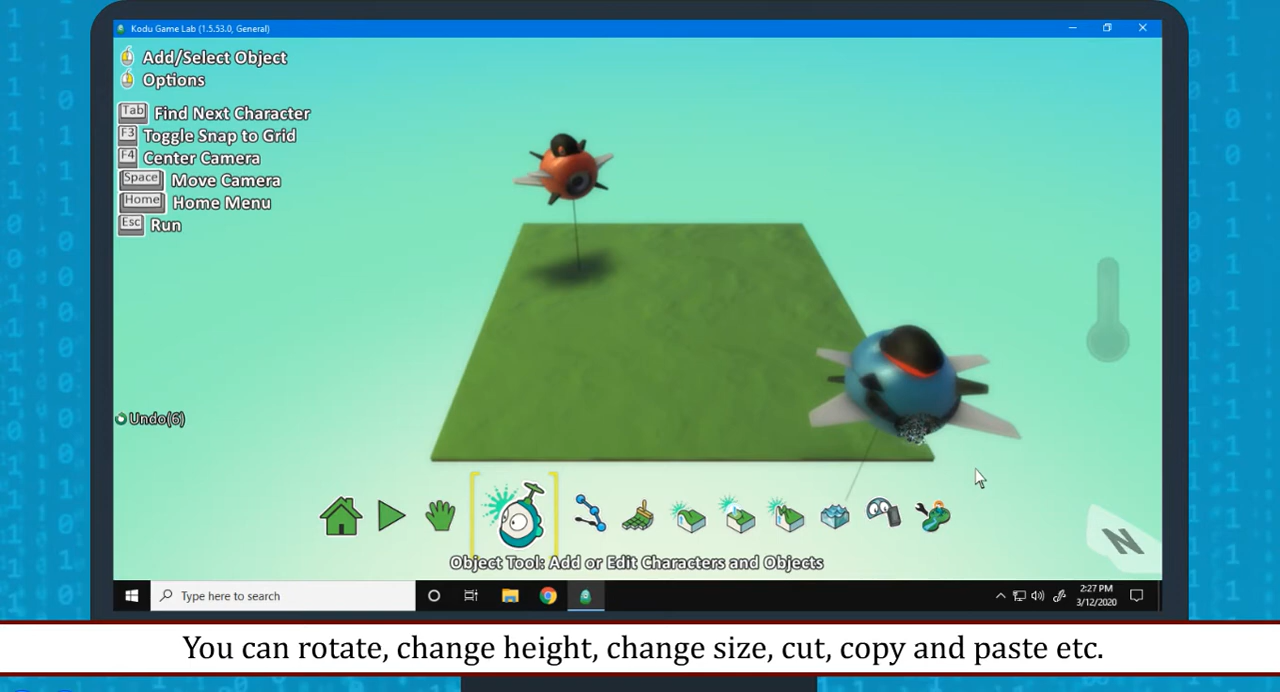 Kodu Game Lab (1.5.53.0, General)
Add/Select Object
Options
Tab Find Next Character
F3 Toggle Snap to Grid
F4 Center Camera
Space Move Camera
Home Home Menu
Esc Run
Undo(6)
N
Object Tool: Add or Edit Characters and Objects
Type here to search
2:27 PM
3/12/2020
You can rotate, change height, change size, cut, copy and paste etc.